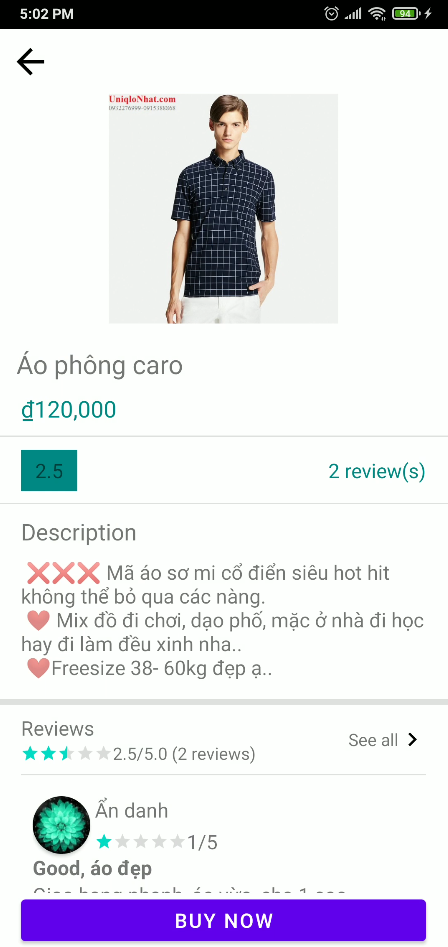 5:02 PM
94
UniqloNhat.com
0932276999-0915300088
Áo phông caro
₫120,000
2.5
2 review(s)
Description
❌❌❌ Mã áo sơ mi cổ điển siêu hot hit
không thể bỏ qua các nàng.
❤️ Mix đồ đi chơi, dạo phố, mặc ở nhà đi học
hay đi làm đều xinh nha..
❤️Freesize 38- 60kg đẹp ạ..
Reviews
See all
2.5/5.0 (2 reviews)
Ẩn danh
1/5
Good, áo đẹp
BUY NOW